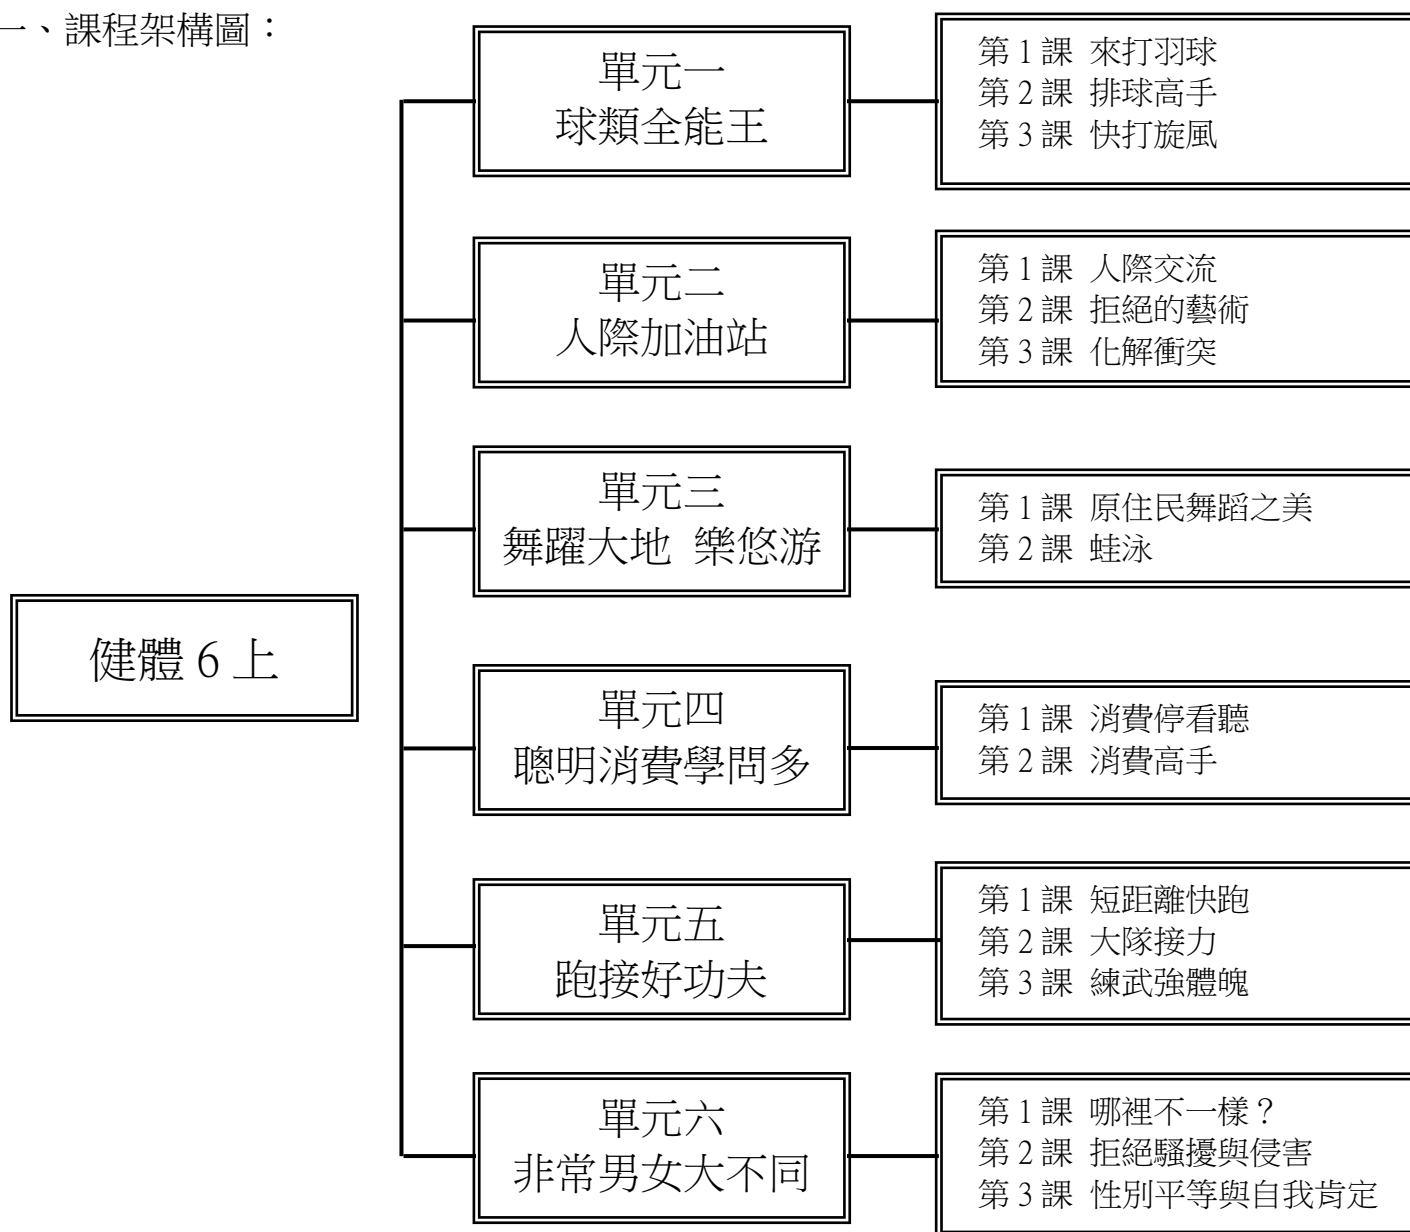 一、課程架構圖：
健體 6 上
單元一
球類全能王
第 1 課 來打羽球
第 2 課 排球高手
第 3 課 快打旋風
單元二
人際加油站
第 1 課 人際交流
第 2 課 拒絕的藝術
第 3 課 化解衝突
單元三
舞躍大地 樂悠游
第 1 課 原住民舞蹈之美
第 2 課 蛙泳
單元四
聰明消費學問多
第 1 課 消費停看聽
第 2 課 消費高手
單元五
跑接好功夫
第 1 課 短距離快跑
第 2 課 大隊接力
第 3 課 練武強體魄
單元六
非常男女大不同
第 1 課 哪裡不一樣？
第 2 課 拒絕騷擾與侵害
第 3 課 性別平等與自我肯定